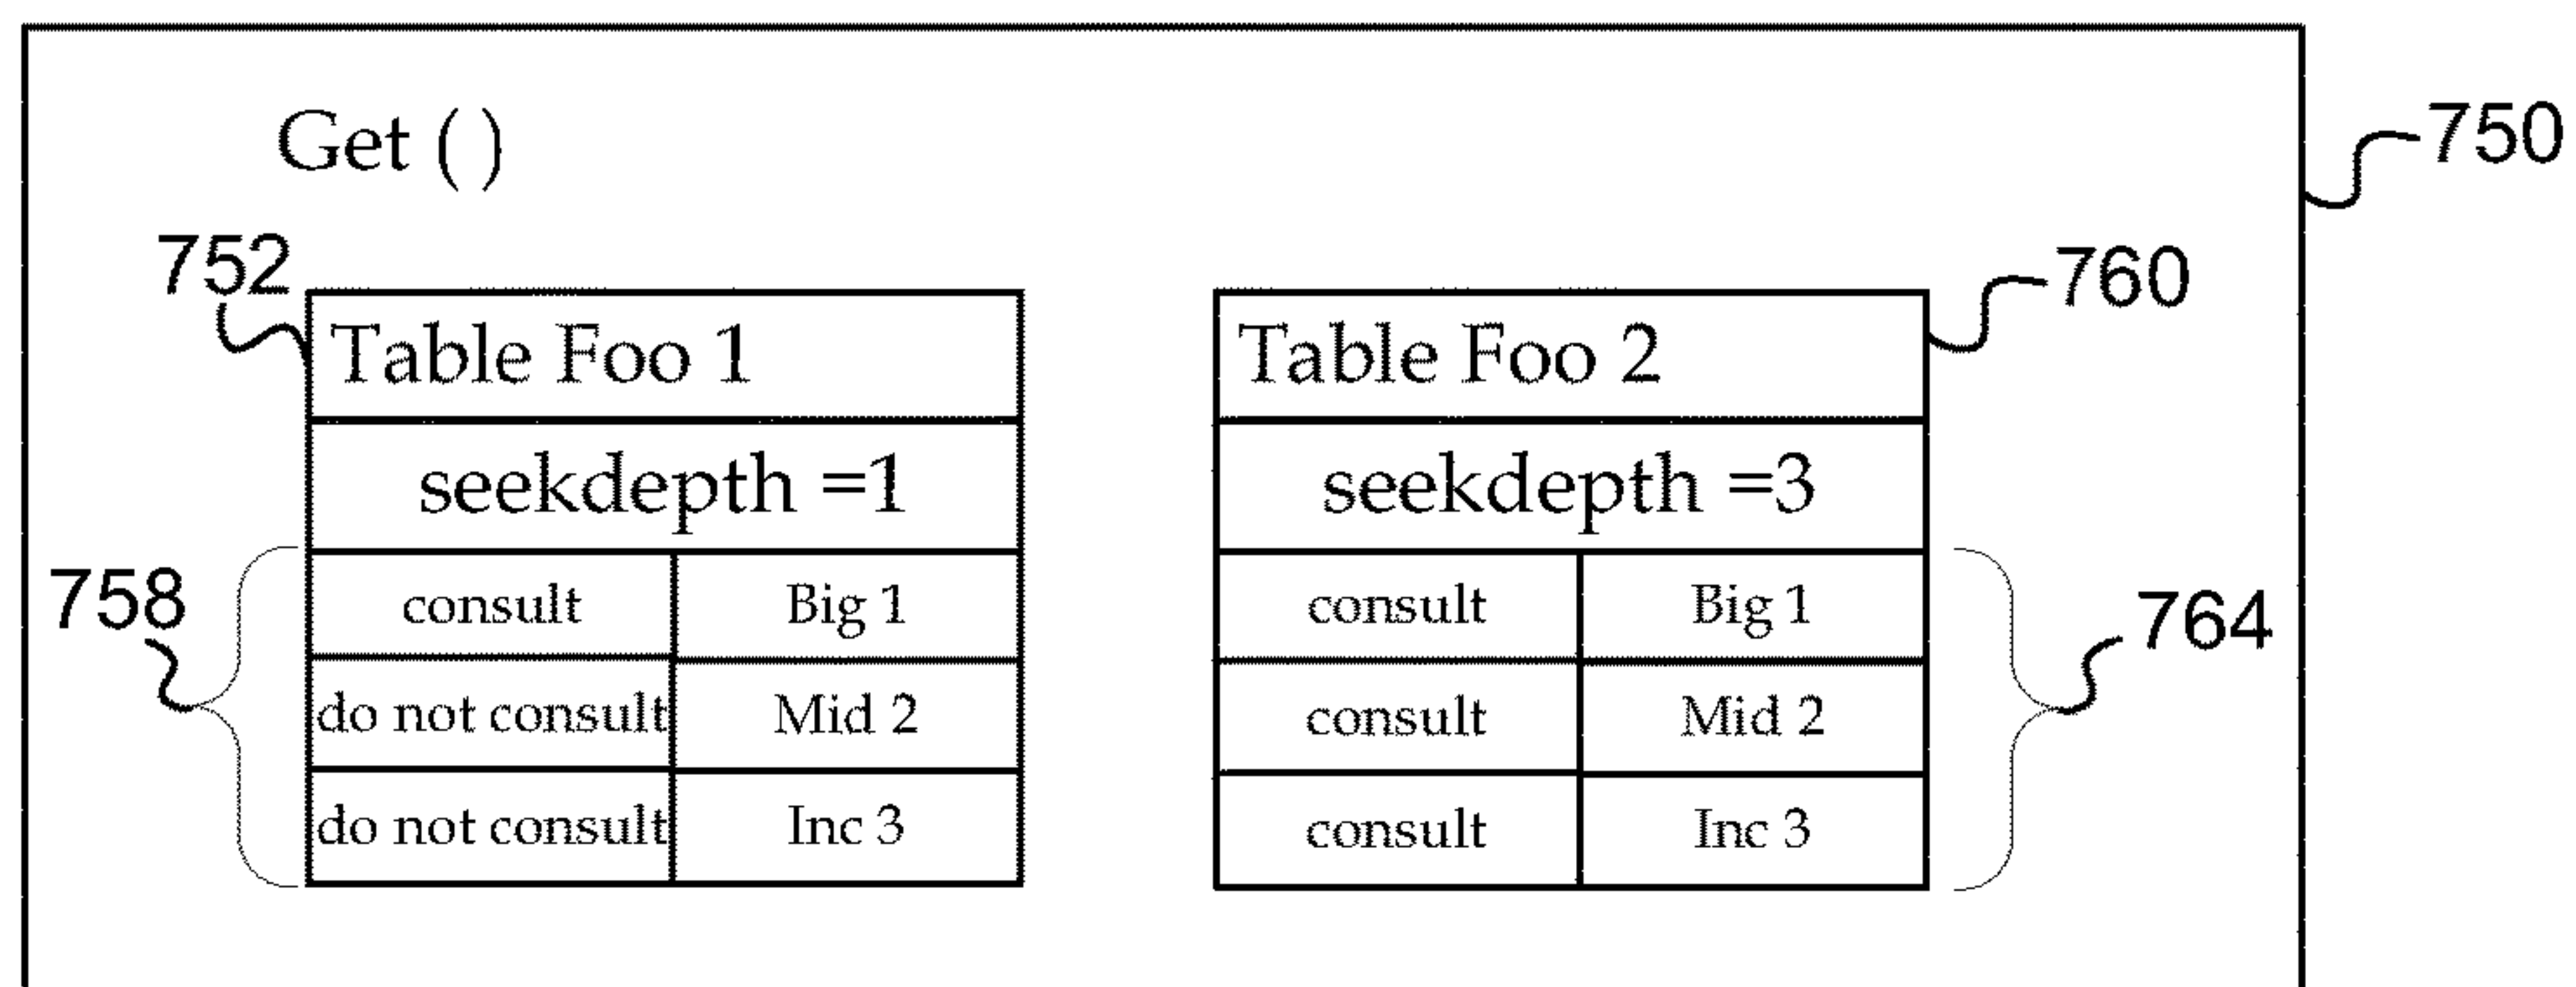 Get ( )
750
752
760
Table Foo 1
Table Foo 2
seekdepth =1
seekdepth =3
758
consult
Big 1
do not consult
Mid 2
do not consult
Inc 3
consult
Big 1
consult
Mid 2
consult
Inc 3
764